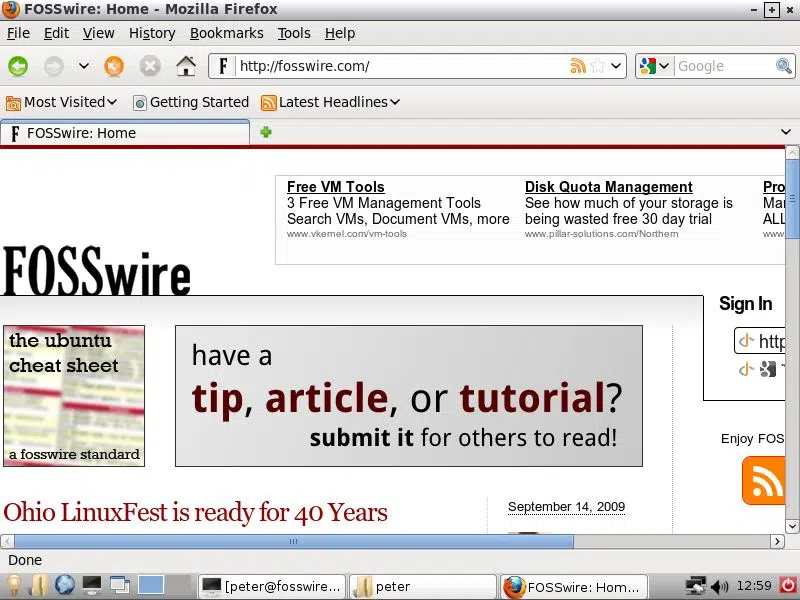 FOSSwire: Home - Mozilla Firefox
File Edit View History Bookmarks Tools Help
F http://fosswire.com/ Google
Most Visited Getting Started Latest Headlines
F FOSSwire: Home
Free VM Tools
3 Free VM Management Tools
Search VMs, Document VMs, more
www.vkernel.com/vm-tools
Disk Quota Management
See how much of your storage is
being wasted free 30 day trial
www.pillar-solutions.com/Northern
Pro
Mar
ALL
www.
FOSSwire
Sign In
http
the ubuntu
cheat sheet
a fosswire standard
have a
tip, article, or tutorial?
submit it for others to read!
Enjoy FOS
Ohio LinuxFest is ready for 40 Years
September 14, 2009
Done
[peter@fosswire... peter FOSSwire: Hom... 12:59